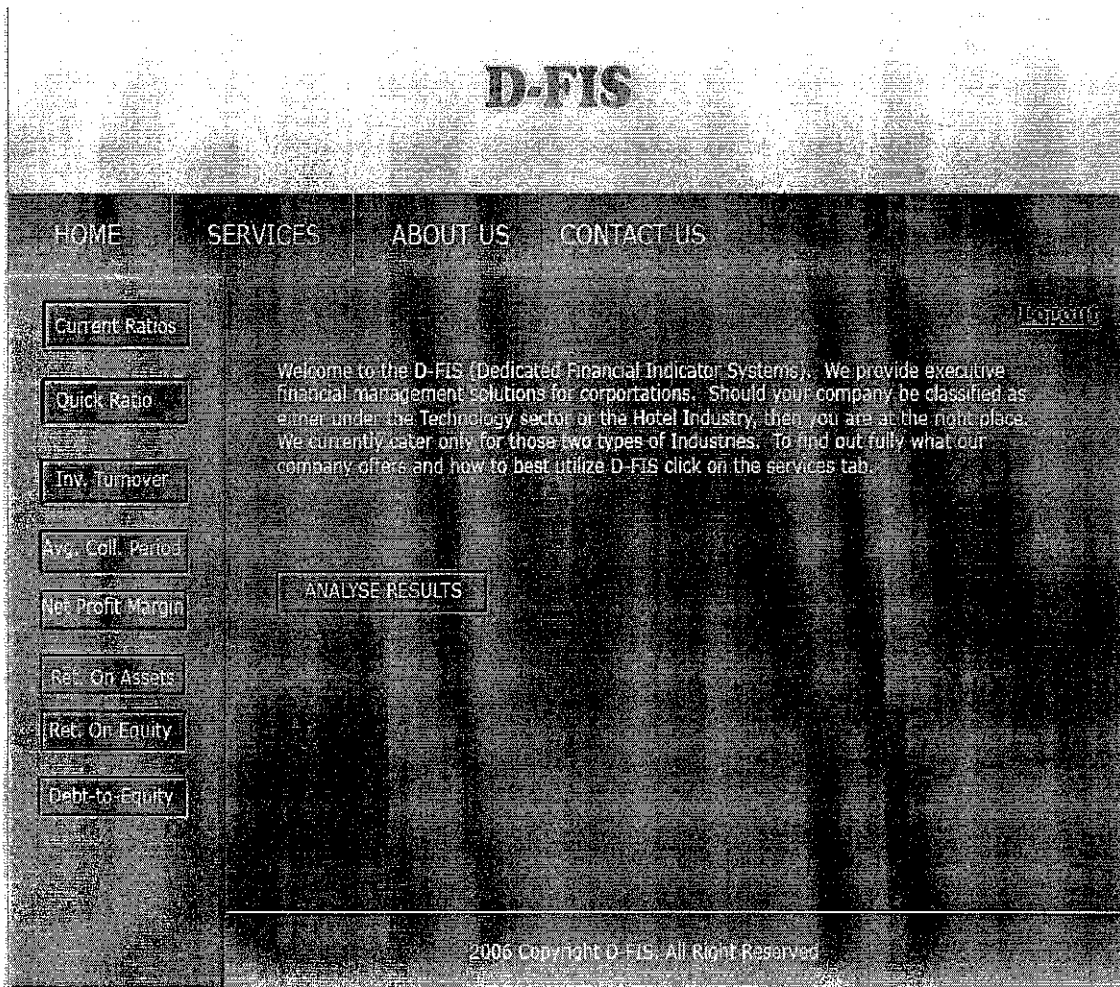 D-FIS
HOME SERVICES ABOUT US CONTACT US
Logout
Current Ratios
Quick Ratio
Inv. Turnover
Avg. Coll. Period
Net Profit Margin
Ret. On Assets
Ret. On Equity
Debt-to-Equity
Welcome to the D-FIS (Dedicated Financial Indicator Systems). We provide executive
financial management solutions for corportations. Should your company be classified as
either under the Technology sector or the Hotel Industry, then you are at the right place.
We currently cater only for those two types of Industries. To find out fully what our
company offers and how to best utilize D-FIS click on the services tab.
ANALYSE RESULTS
2006 Copyright D-FIS. All Right Reserved